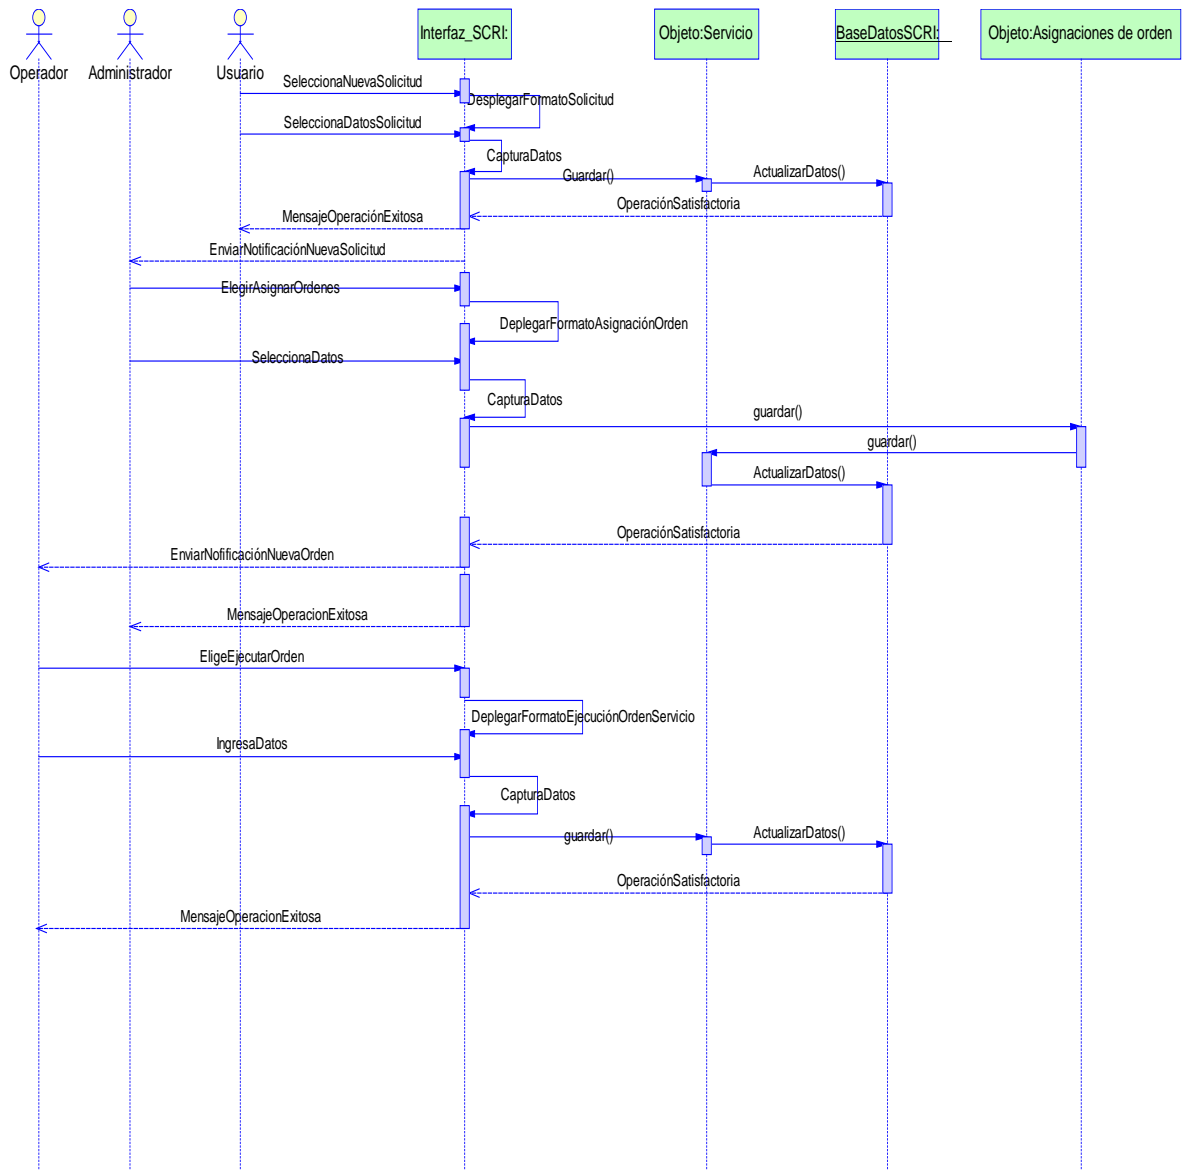 Operador
Administrador
Usuario
Interfaz_SCRI:
Objeto:Servicio
BaseDatosSCRI:
Objeto:Asignaciones de orden
SeleccionaNuevaSolicitud
DesplegarFormatoSolicitud
SeleccionaDatosSolicitud
CapturaDatos
Guardar()
ActualizarDatos()
OperaciónSatisfactoria
MensajeOperaciónExitosa
EnviarNotificaciónNuevaSolicitud
ElegirAsignarOrdenes
DeplegarFormatoAsignaciónOrden
SeleccionaDatos
CapturaDatos
guardar()
guardar()
ActualizarDatos()
OperaciónSatisfactoria
EnviarNofificaciónNuevaOrden
MensajeOperacionExitosa
EligeEjecutarOrden
DeplegarFormatoEjecuciónOrdenServicio
IngresaDatos
CapturaDatos
guardar()
ActualizarDatos()
OperaciónSatisfactoria
MensajeOperacionExitosa